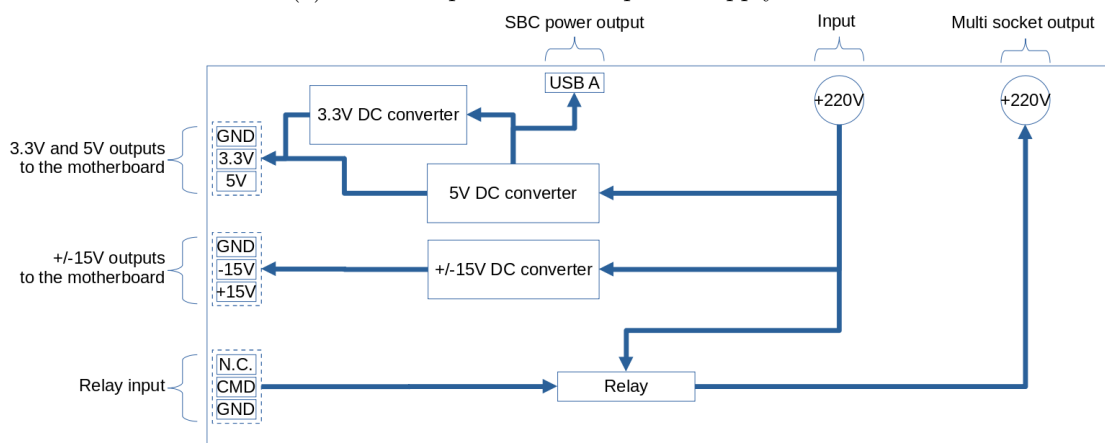 SBC power output
Input
Multi socket output
USB A
+220V
+220V
3.3V DC converter
3.3V and 5V outputs
to the motherboard
GND
3.3V
5V
5V DC converter
+/-15V outputs
to the motherboard
GND
-15V
+15V
+/-15V DC converter
Relay input
N.C.
CMD
GND
Relay